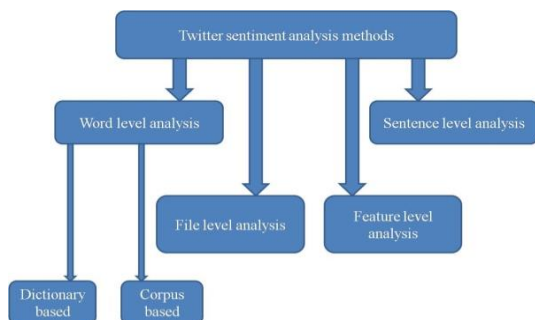 Twitter sentiment analysis methods
Word level analysis
Sentence level analysis
File level analysis
Feature level
analysis
Dictionary
based
Corpus
based